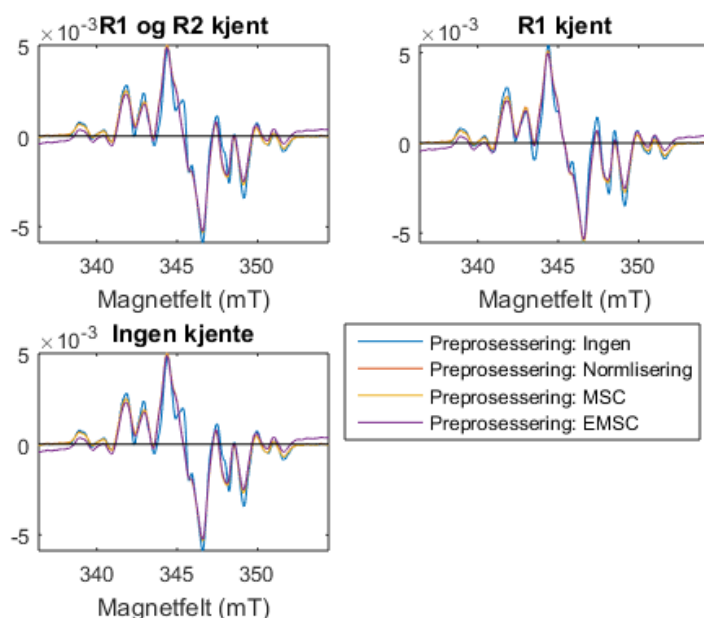 ×10⁻³ R1 og R2 kjent
5
0
-5
340 345 350
Magnetfelt (mT)
×10⁻³ R1 kjent
5
0
-5
340 345 350
Magnetfelt (mT)
×10⁻³ Ingen kjente
5
0
-5
340 345 350
Magnetfelt (mT)
Preprosessering: Ingen
Preprosessering: Normlisering
Preprosessering: MSC
Preprosessering: EMSC